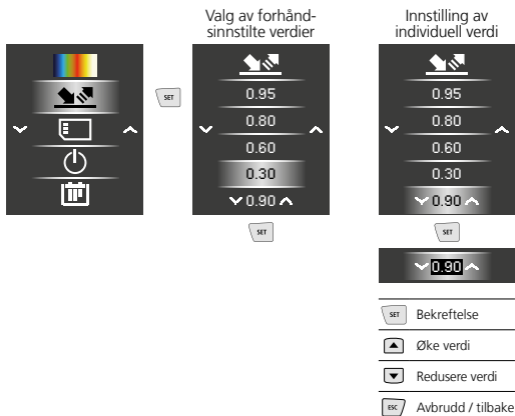 Valg av forhånd-
sinnstilte verdier
SET
0.95
0.80
0.60
0.30
0.90
SET
Innstilling av
individuell verdi
0.95
0.80
0.60
0.30
0.90
SET
0.90
SET Bekreftelse
Øke verdi
Redusere verdi
ESC Avbrudd / tilbake